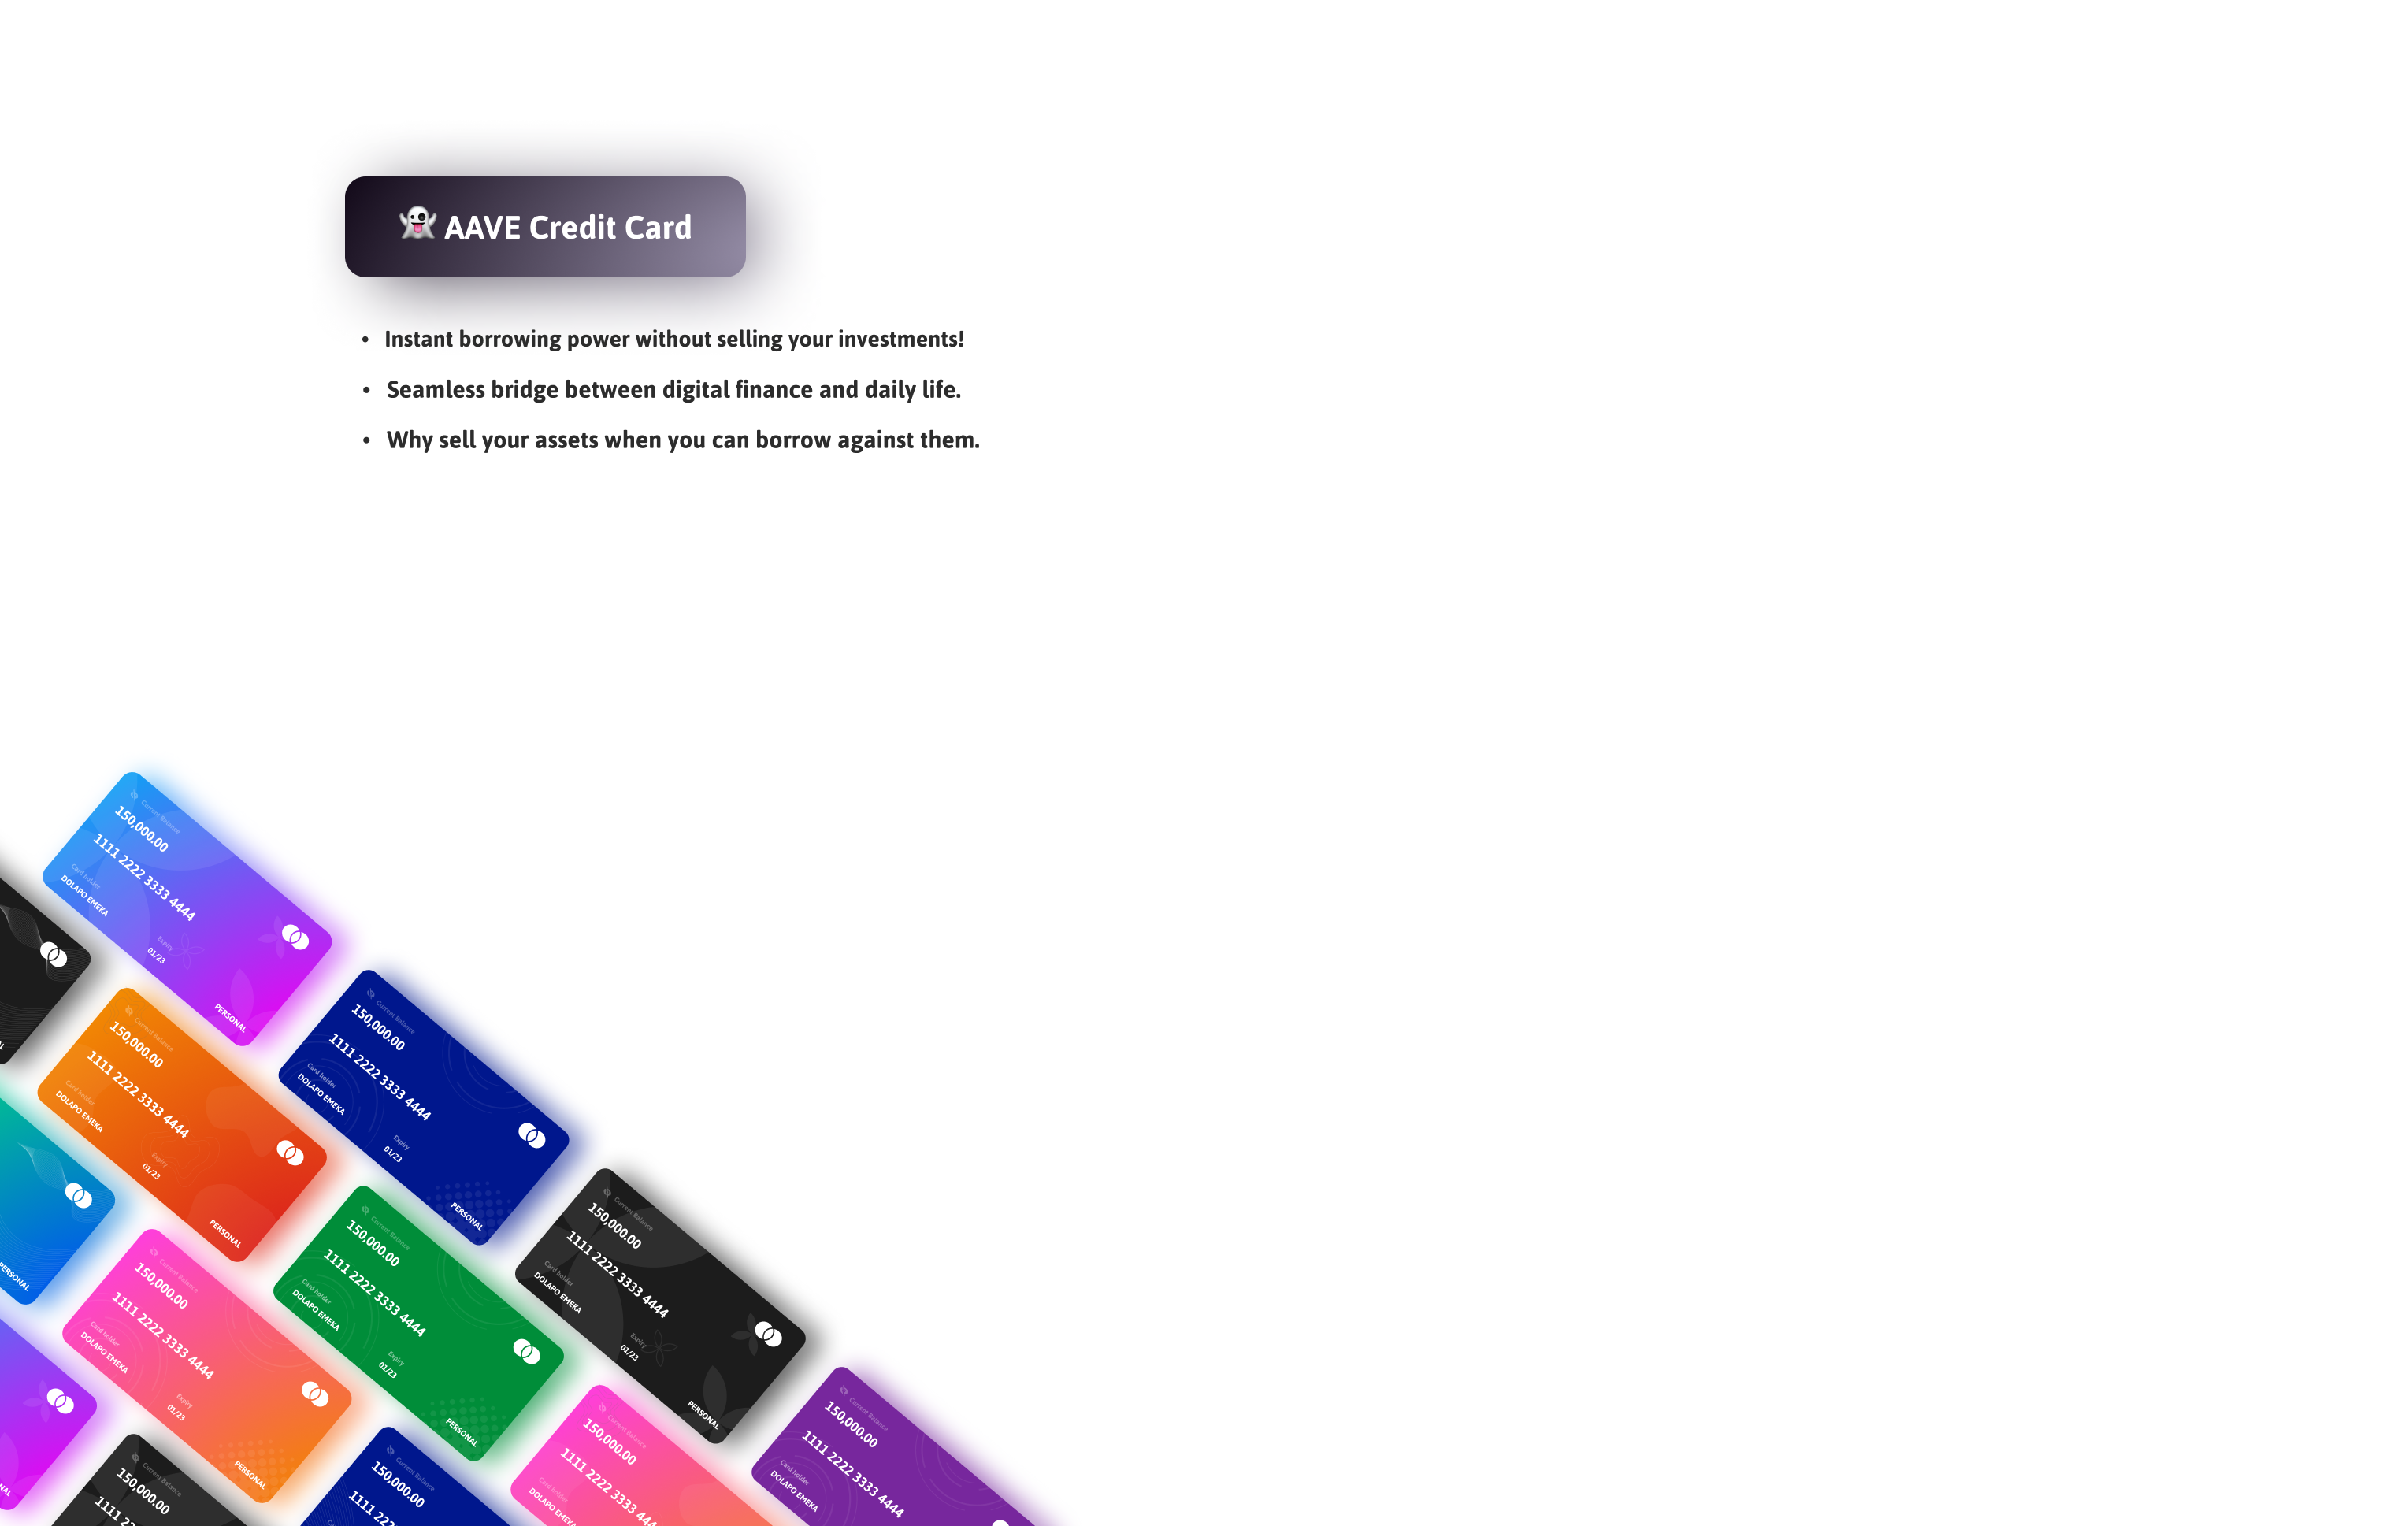 👻 AAVE Credit Card
• Instant borrowing power without selling your investments!
• Seamless bridge between digital finance and daily life.
• Why sell your assets when you can borrow against them.
Current Balance
150,000.00
1111 2222 3333 4444
Card holder
DOLAPO EMEKA
Expiry
01/23
PERSONAL
Current Balance
150,000.00
1111 2222 3333 4444
Card holder
DOLAPO EMEKA
Expiry
01/23
PERSONAL
Current Balance
150,000.00
1111 2222 3333 4444
Card holder
DOLAPO EMEKA
Expiry
01/23
PERSONAL
Current Balance
150,000.00
1111 2222 3333 4444
Card holder
DOLAPO EMEKA
Expiry
01/23
PERSONAL
Current Balance
150,000.00
1111 2222 3333 4444
Card holder
DOLAPO EMEKA
Expiry
01/23
PERSONAL
PERSONAL
Current Balance
150,000.00
1111 2222 3333 4444
Card holder
DOLAPO EMEKA
Expiry
01/23
PERSONAL
Current Balance
150,000.00
1111 2222 3333 4444
Card holder
DOLAPO EMEKA
Current Balance
150,000.00
1111 2222 3333 4444
Card holder
DOLAPO EMEKA
Current Balance
150,000.00
1111 222
Current Balance
150,000.00
1111 22